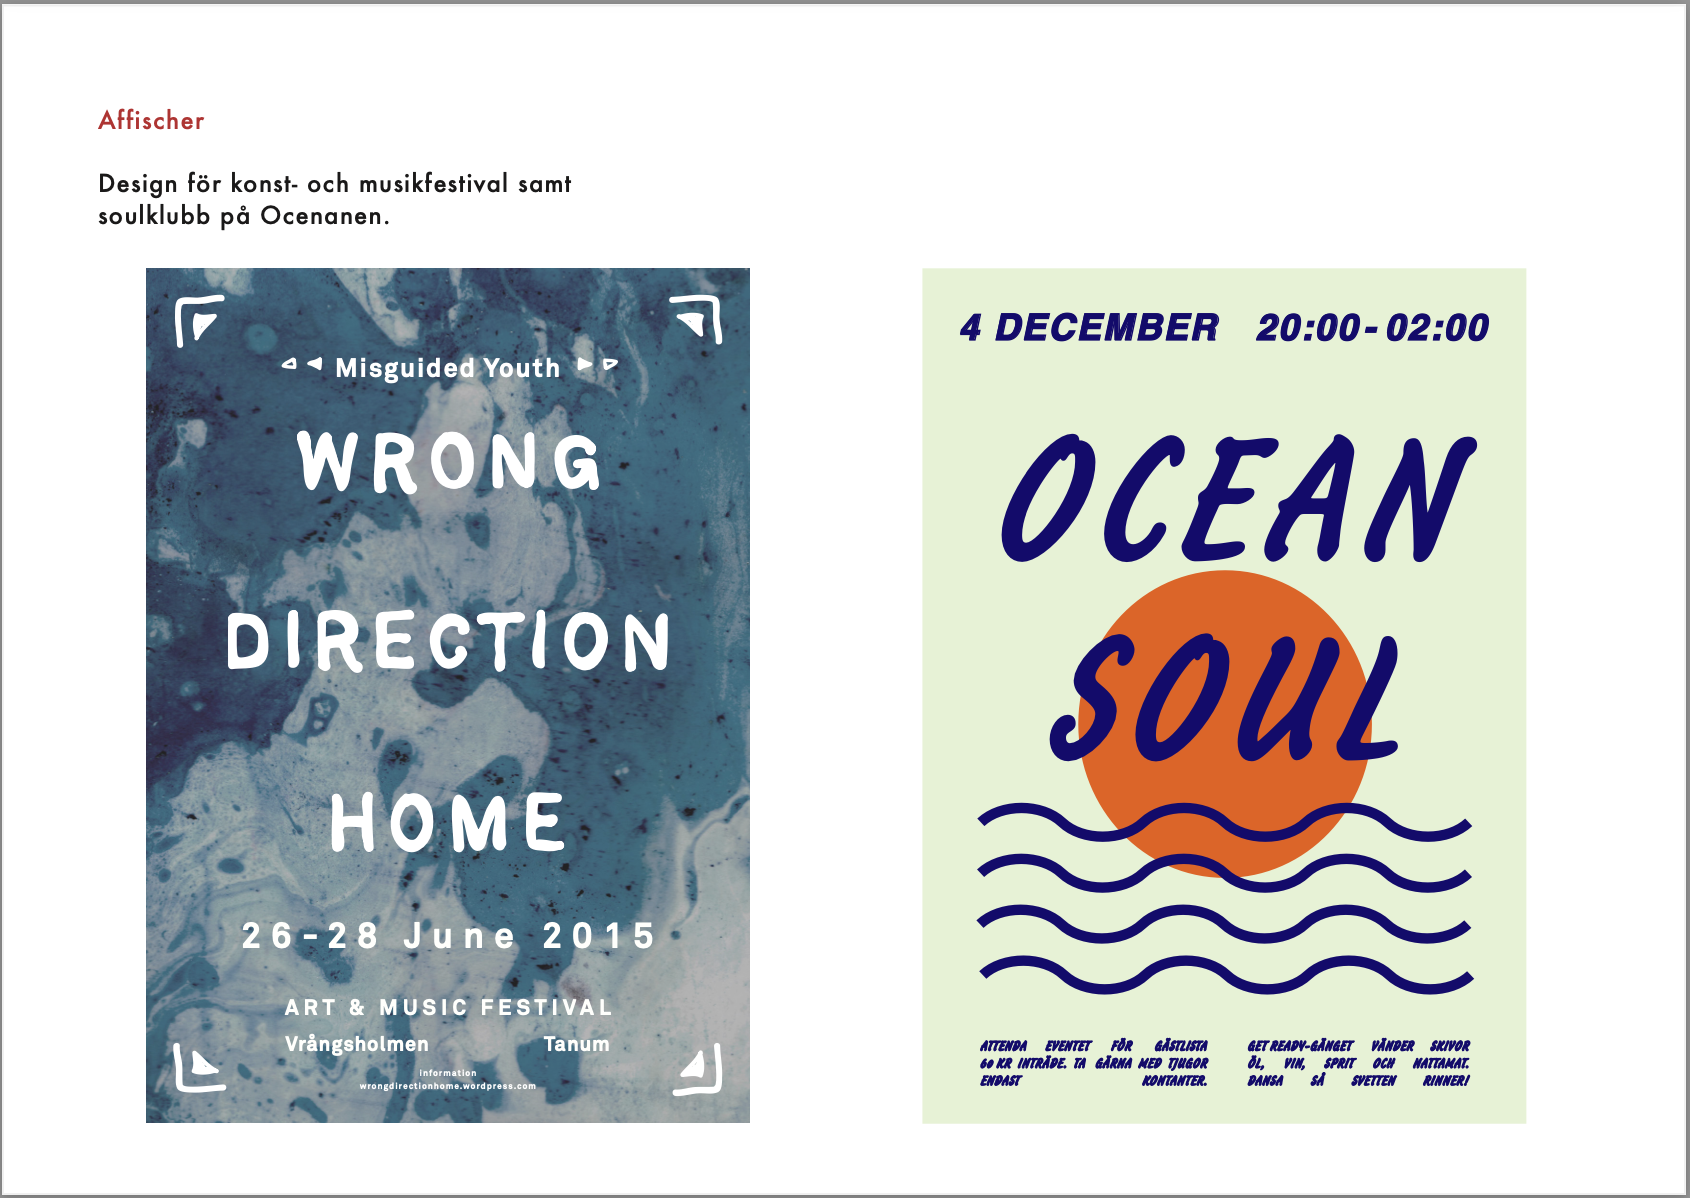 Affischer
Design för konst- och musikfestival samt
soulklubb på Ocenanen.
Misguided Youth
WRONG
DIRECTION
HOME
26-28 June 2015
ART & MUSIC FESTIVAL
Vrångsholmen Tanum
Information
wrongdirectionhome.wordpress.com
4 DECEMBER 20:00-02:00
OCEAN
SOUL
ATTENDA EVENTET FÖR GÄSTLISTA
60 KR INTRÄDE. TA GÄRNA MED TJUGOR
ENDAST KONTANTER.
GET READY-GÄNGET VÄNDER SKIVOR
ÖL, VIN, SPRIT OCH NATTAMAT.
DANSA SÅ SVETTEN RINNER!